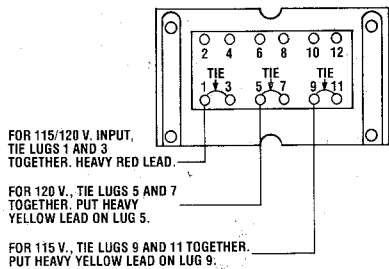 2 4 6 8 10 12
TIE TIE TIE
1 3 5 7 9 11
FOR 115/120 V. INPUT,
TIE LUGS 1 AND 3
TOGETHER. HEAVY RED LEAD.
FOR 120 V., TIE LUGS 5 AND 7
TOGETHER. PUT HEAVY
YELLOW LEAD ON LUG 5.
FOR 115 V., TIE LUGS 9 AND 11 TOGETHER.
PUT HEAVY YELLOW LEAD ON LUG 9.